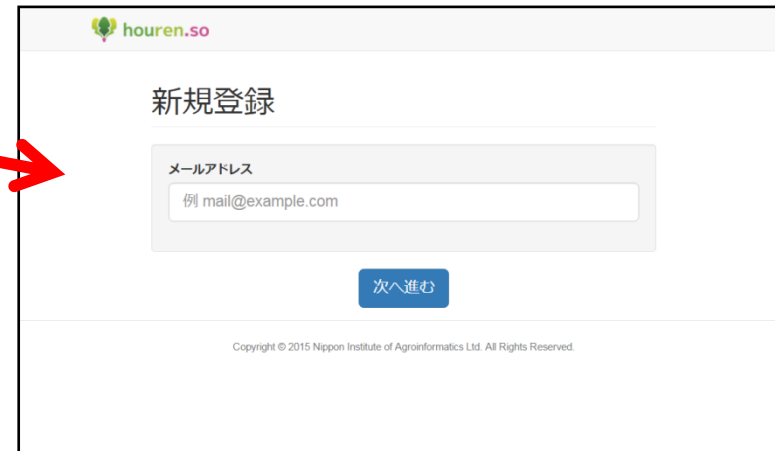 houren.so
新規登録
メールアドレス
例 mail@example.com
次へ進む
Copyright © 2015 Nippon Institute of Agroinformatics Ltd. All Rights Reserved.